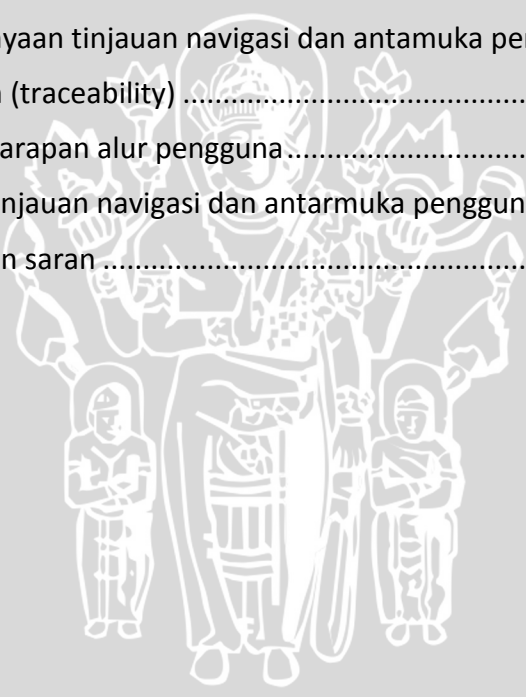 yaan tinjauan navigasi dan antamuka pe
(traceability) ........................................
arapan alur pengguna ........................................
njauan navigasi dan antarmuka penggun
n saran ........................................